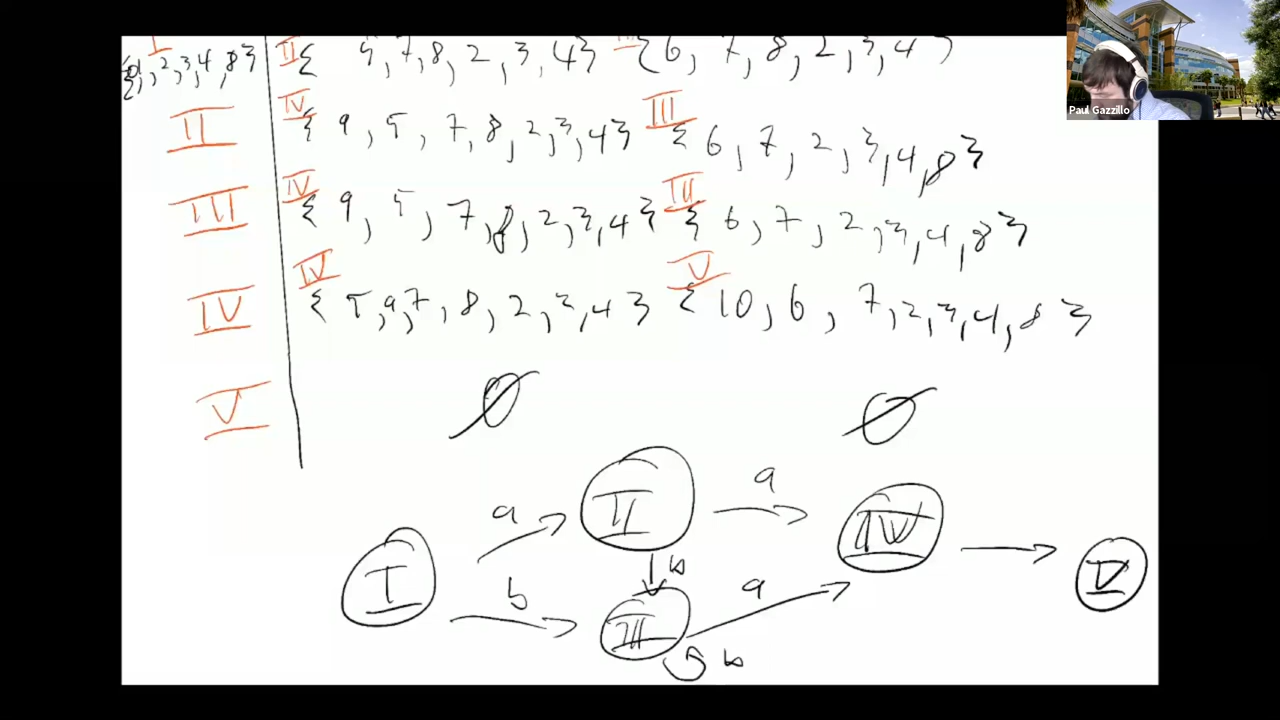 I
{1, 2, 3, 4, 8} II { 5, 7, 8, 2, 3, 4} III {6, 7, 8, 2, 3, 4}
II IV { 9, 5, 7, 8, 2, 3, 4} III { 6, 7, 2, 3, 4, 8}
III IV { 9, 5, 7, 8, 2, 3, 4} III { 6, 7, 2, 3, 4, 8}
IV IV { 5, 9, 7, 8, 2, 3, 4} V { 10, 6, 7, 2, 3, 4, 8}
V ∅ ∅
a II a IV
I b V
b III a
b
Paul Gazzillo